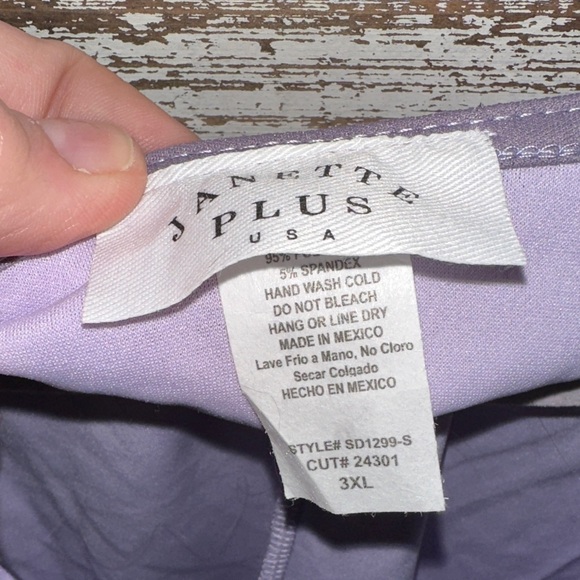 JANETTE
PLUS
USA
95%
5% SPANDEX
HAND WASH COLD
DO NOT BLEACH
HANG OR LINE DRY
MADE IN MEXICO
Lave Frio a Mano, No Cloro
Secar Colgado
HECHO EN MEXICO
STYLE# SD1299-S
CUT# 24301
3XL